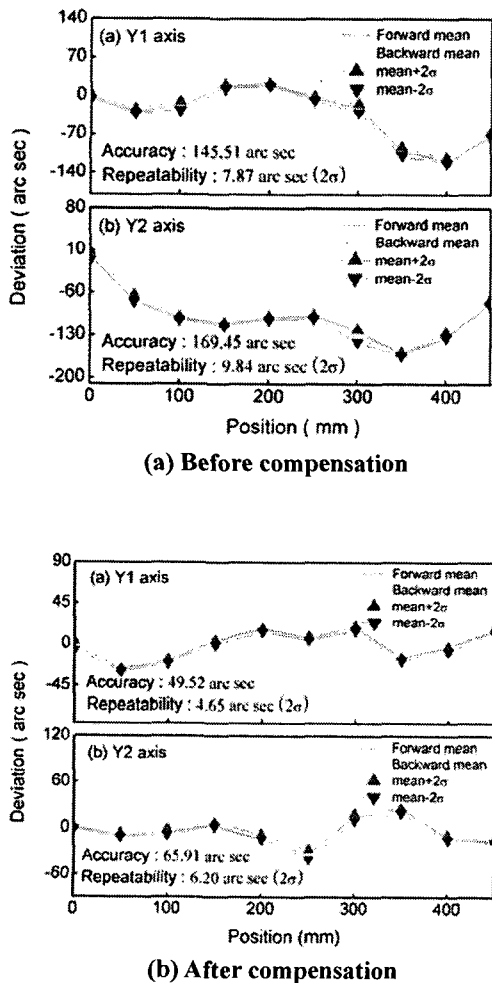 140
(a) Y1 axis
Forward mean
Backward mean
mean+2σ
mean-2σ
70
0
-70
-140
Accuracy : 145.51 arc sec
Repeatability : 7.87 arc sec (2σ)
Deviation ( arc sec )
80
(b) Y2 axis
Forward mean
Backward mean
mean+2σ
mean-2σ
10
-60
-130
-200
Accuracy : 169.45 arc sec
Repeatability : 9.84 arc sec (2σ)
0 100 200 300 400
Position ( mm )
(a) Before compensation
90
(a) Y1 axis
Forward mean
Backward mean
mean+2σ
mean-2σ
45
0
-45
Accuracy : 49.52 arc sec
Repeatability : 4.65 arc sec (2σ)
Deviation ( arc sec )
120
(b) Y2 axis
Forward mean
Backward mean
mean+2σ
mean-2σ
60
0
-60
Accuracy : 65.91 arc sec
Repeatability : 6.20 arc sec (2σ)
0 100 200 300 400
Position (mm)
(b) After compensation